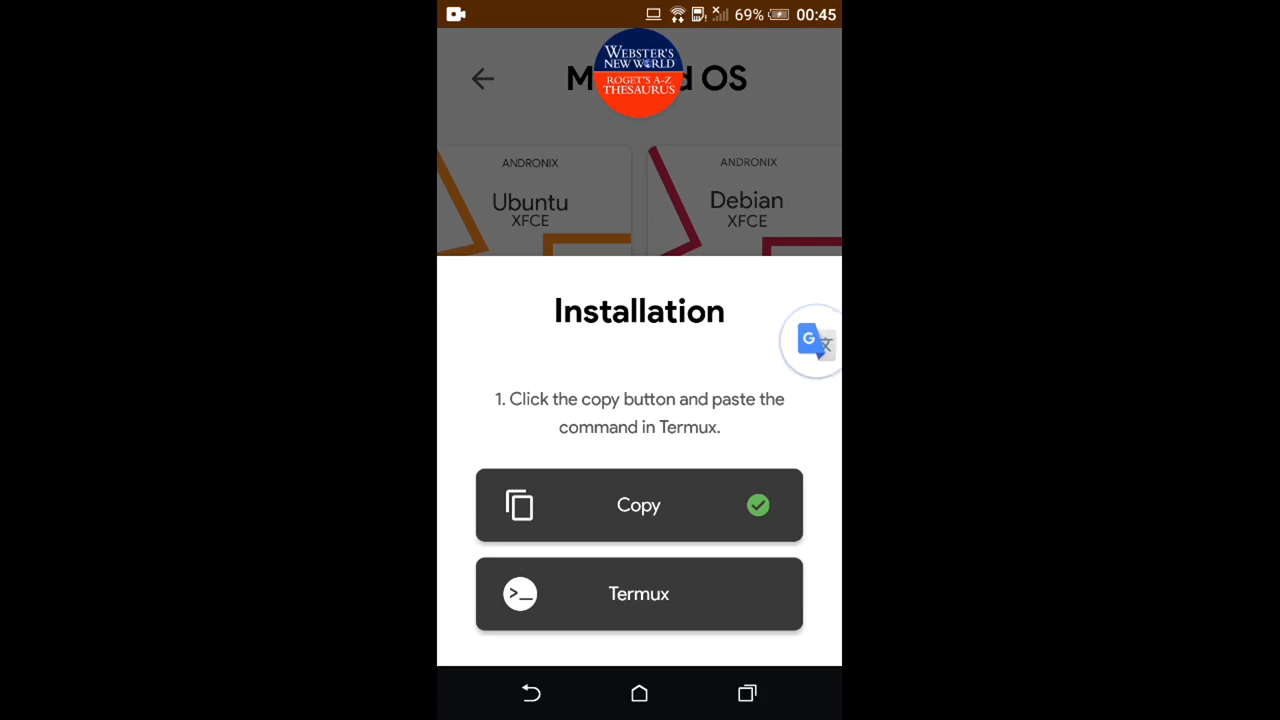 69% 00:45
WEBSTER'S
NEW WORLD
ROGET'S A-Z
THESAURUS
M d OS
ANDRONIX
Ubuntu
XFCE
ANDRONIX
Debian
XFCE
Installation
G
1. Click the copy button and paste the
command in Termux.
Copy
>_ Termux